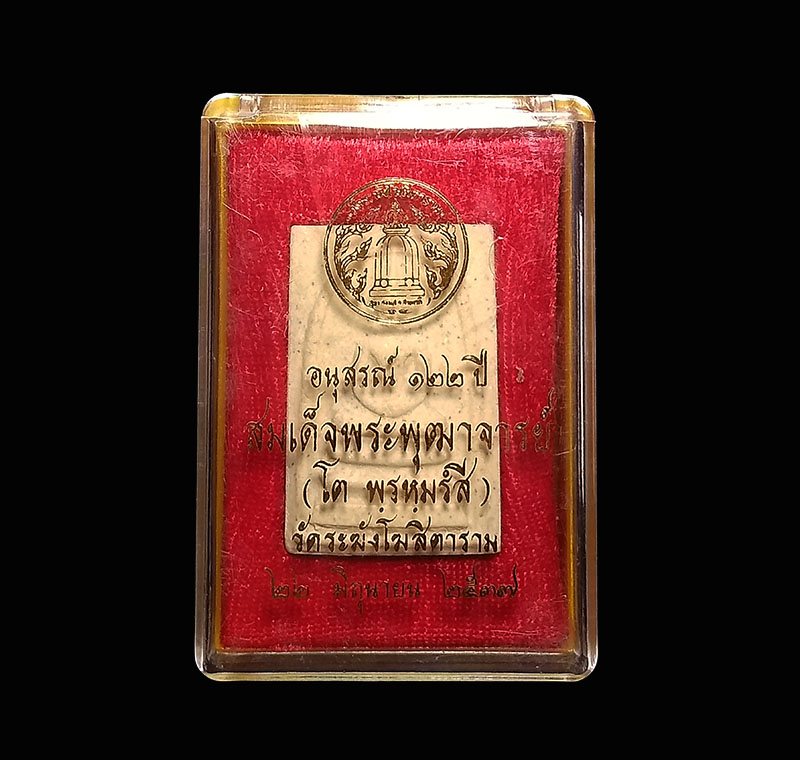 อนุสรณ์ ๑๒๒ ปี
สมเด็จพระพุฒาจารย์
(โต พฺรหฺมรํสี)
วัดระฆังโฆสิตาราม
๒๒ มิถุนายน ๒๕๓๗